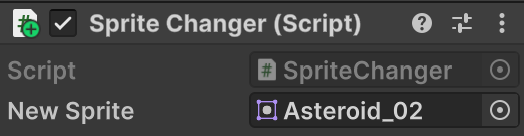 Sprite Changer (Script)
Script SpriteChanger
New Sprite Asteroid_02